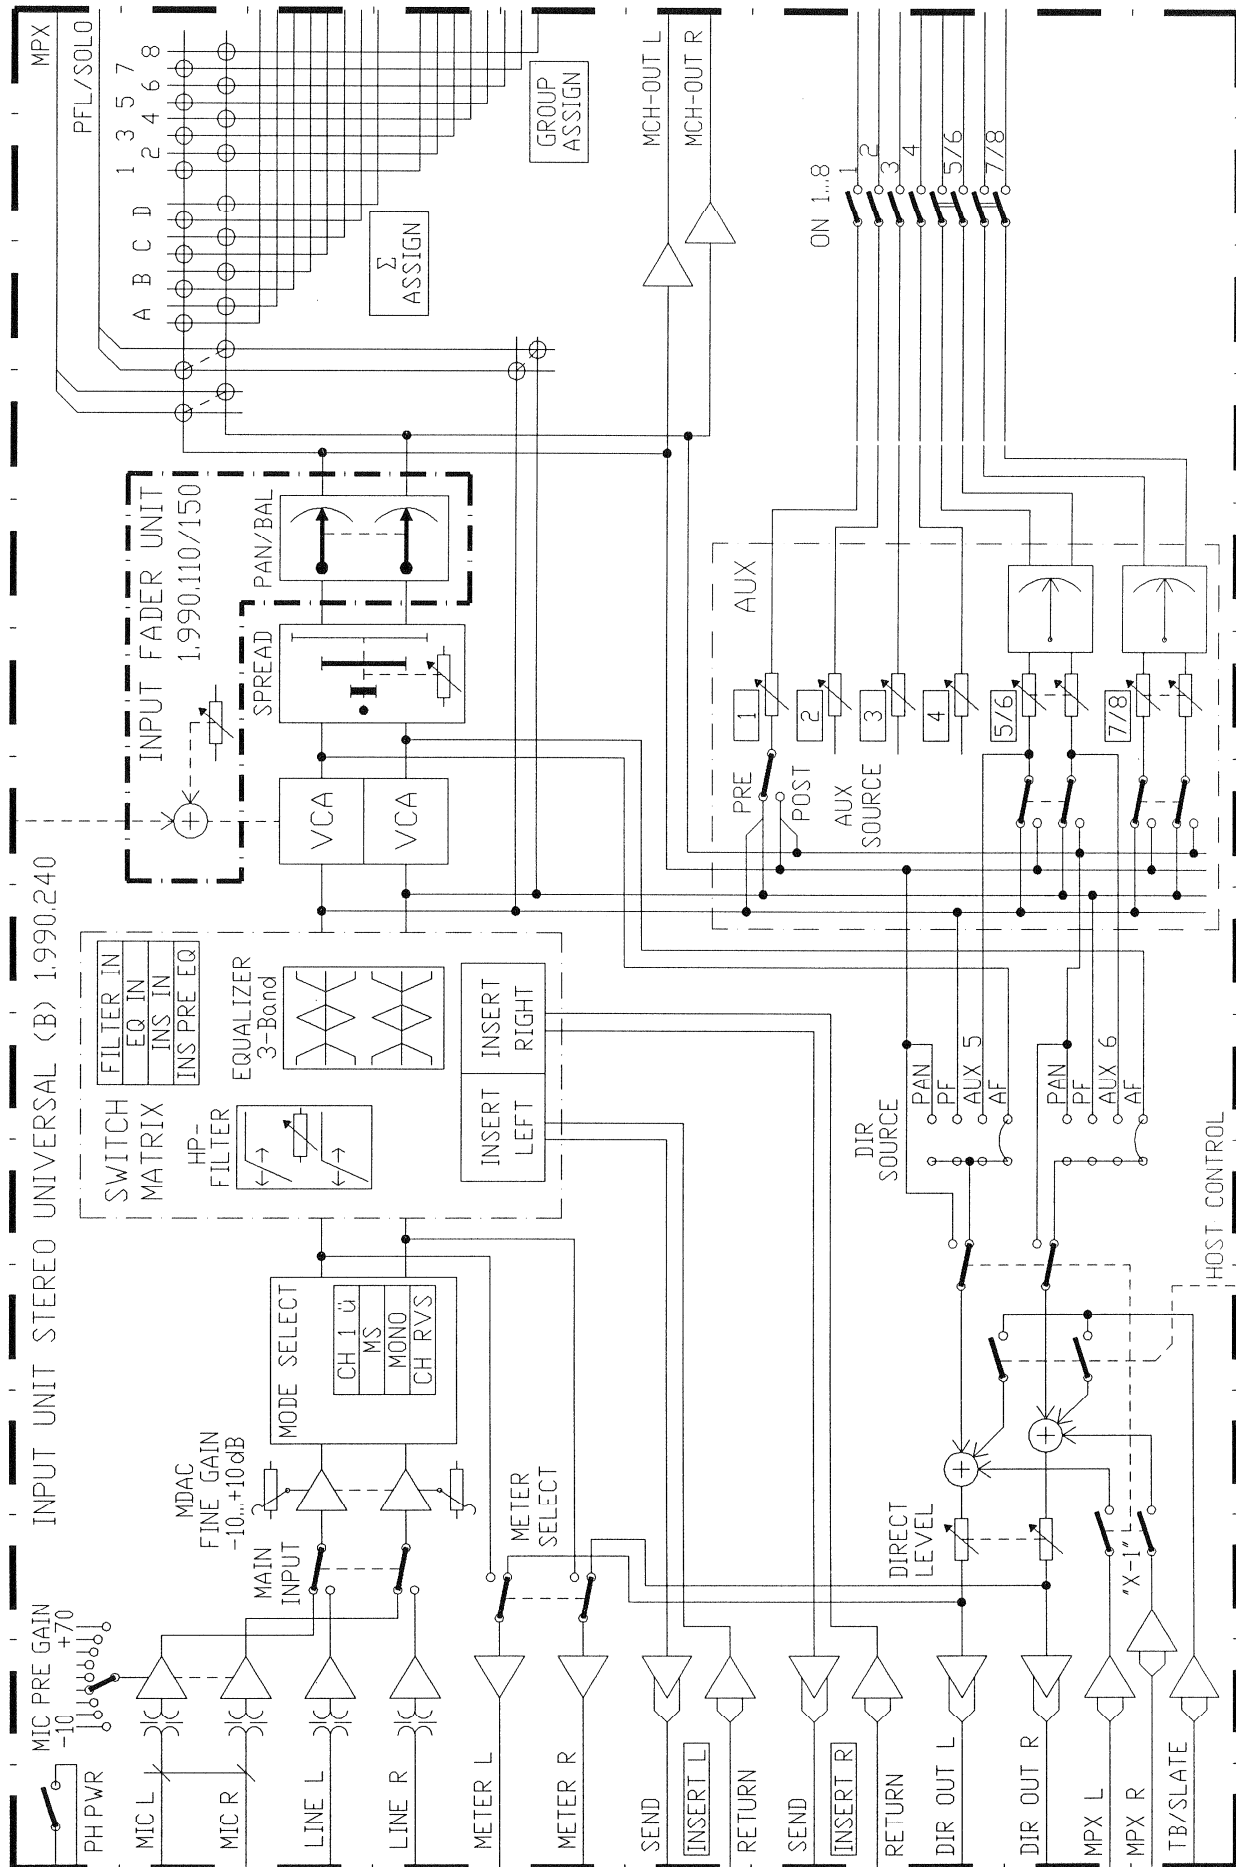 INPUT UNIT STEREO UNIVERSAL (B) 1.990.240
MIC PRE GAIN
-10
+70
PH PWR
MIC L
MIC R
LINE L
LINE R
METER L
METER R
SEND
INSERT L
RETURN
SEND
INSERT R
RETURN
DIR OUT L
DIR OUT R
MPX L
MPX R
TB/SLATE
MAIN
INPUT
MDAC
FINE GAIN
-10...+10dB
METER
SELECT
MODE SELECT
CH 1 ü
MS
MONO
CH RVS
DIRECT
LEVEL
"X-1"
HOST CONTROL
SWITCH
MATRIX
FILTER IN
EQ IN
INS IN
INS PRE EQ
HP-
FILTER
EQUALIZER
3-Band
INSERT
LEFT
INSERT
RIGHT
DIR
SOURCE
PAN
PF
AUX 5
AF
PAN
PF
AUX 6
AF
VCA
VCA
INPUT FADER UNIT
1.990.110/150
SPREAD
PAN/BAL
AUX
PRE
POST
AUX
SOURCE
1
2
3
4
5/6
7/8
MPX
PFL/SOLO
A B C D
1 3 5 7
2 4 6 8
Σ
ASSIGN
GROUP
ASSIGN
MCH-OUT L
MCH-OUT R
ON 1...8
1
2
3
4
5/6
7/8